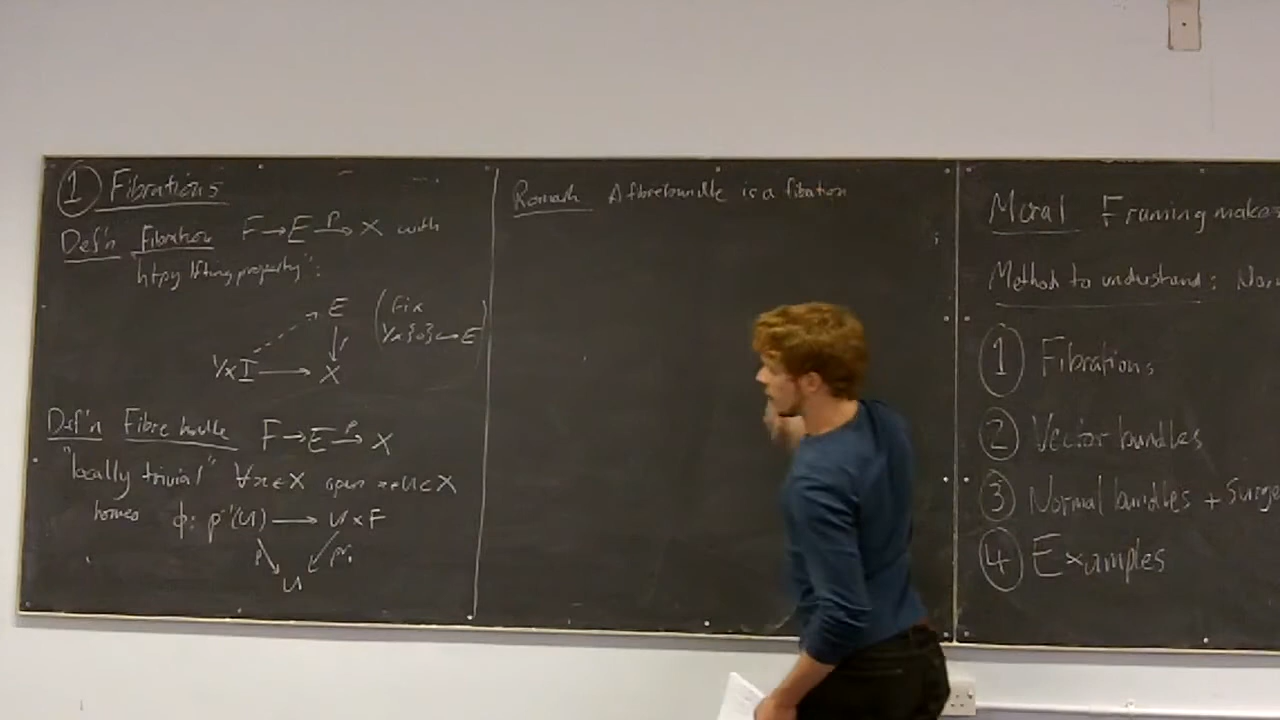 ① Fibrations
Def'n Fibration F → E →p X with
htpy lifting property":
E (Fix
Y×{0} → E)
p
Y×I → X
Def'n Fibre bundle F → E →p X
"locally trivial" ∀x∈X open x∈U⊂X
homeo φ: p⁻¹(U) → U×F
p pr₁
U
Remark A fibre bundle is a fibration
Moral Framing makes
Method to understand:
① Fibrations
② Vector bundles
③ Normal bundles + Surge
④ Examples